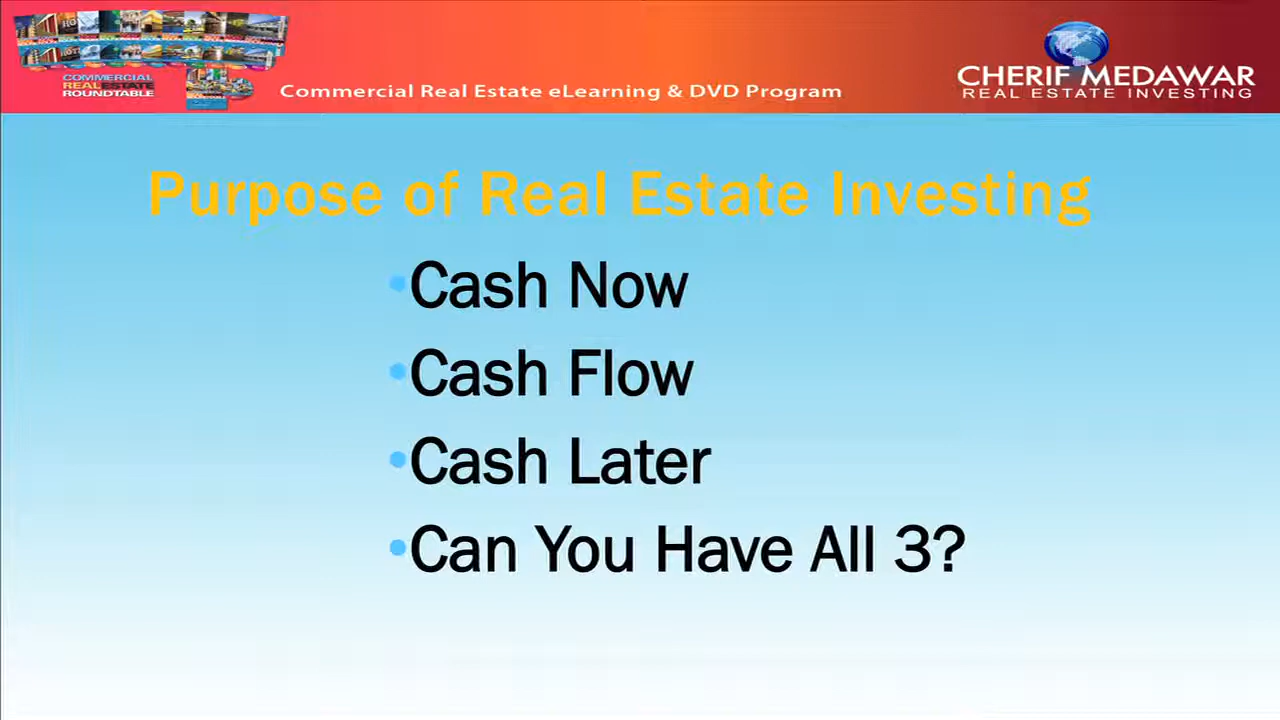 COMMERCIAL
REAL ESTATE
ROUNDTABLE
Commercial Real Estate eLearning & DVD Program
CHERIF MEDAWAR
REAL ESTATE INVESTING
Purpose of Real Estate Investing
•Cash Now
•Cash Flow
•Cash Later
•Can You Have All 3?